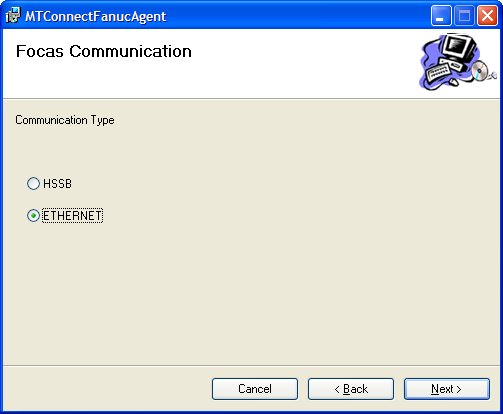 MTConnectFanucAgent
Focas Communication
Communication Type
HSSB
ETHERNET
Cancel
< Back
Next >